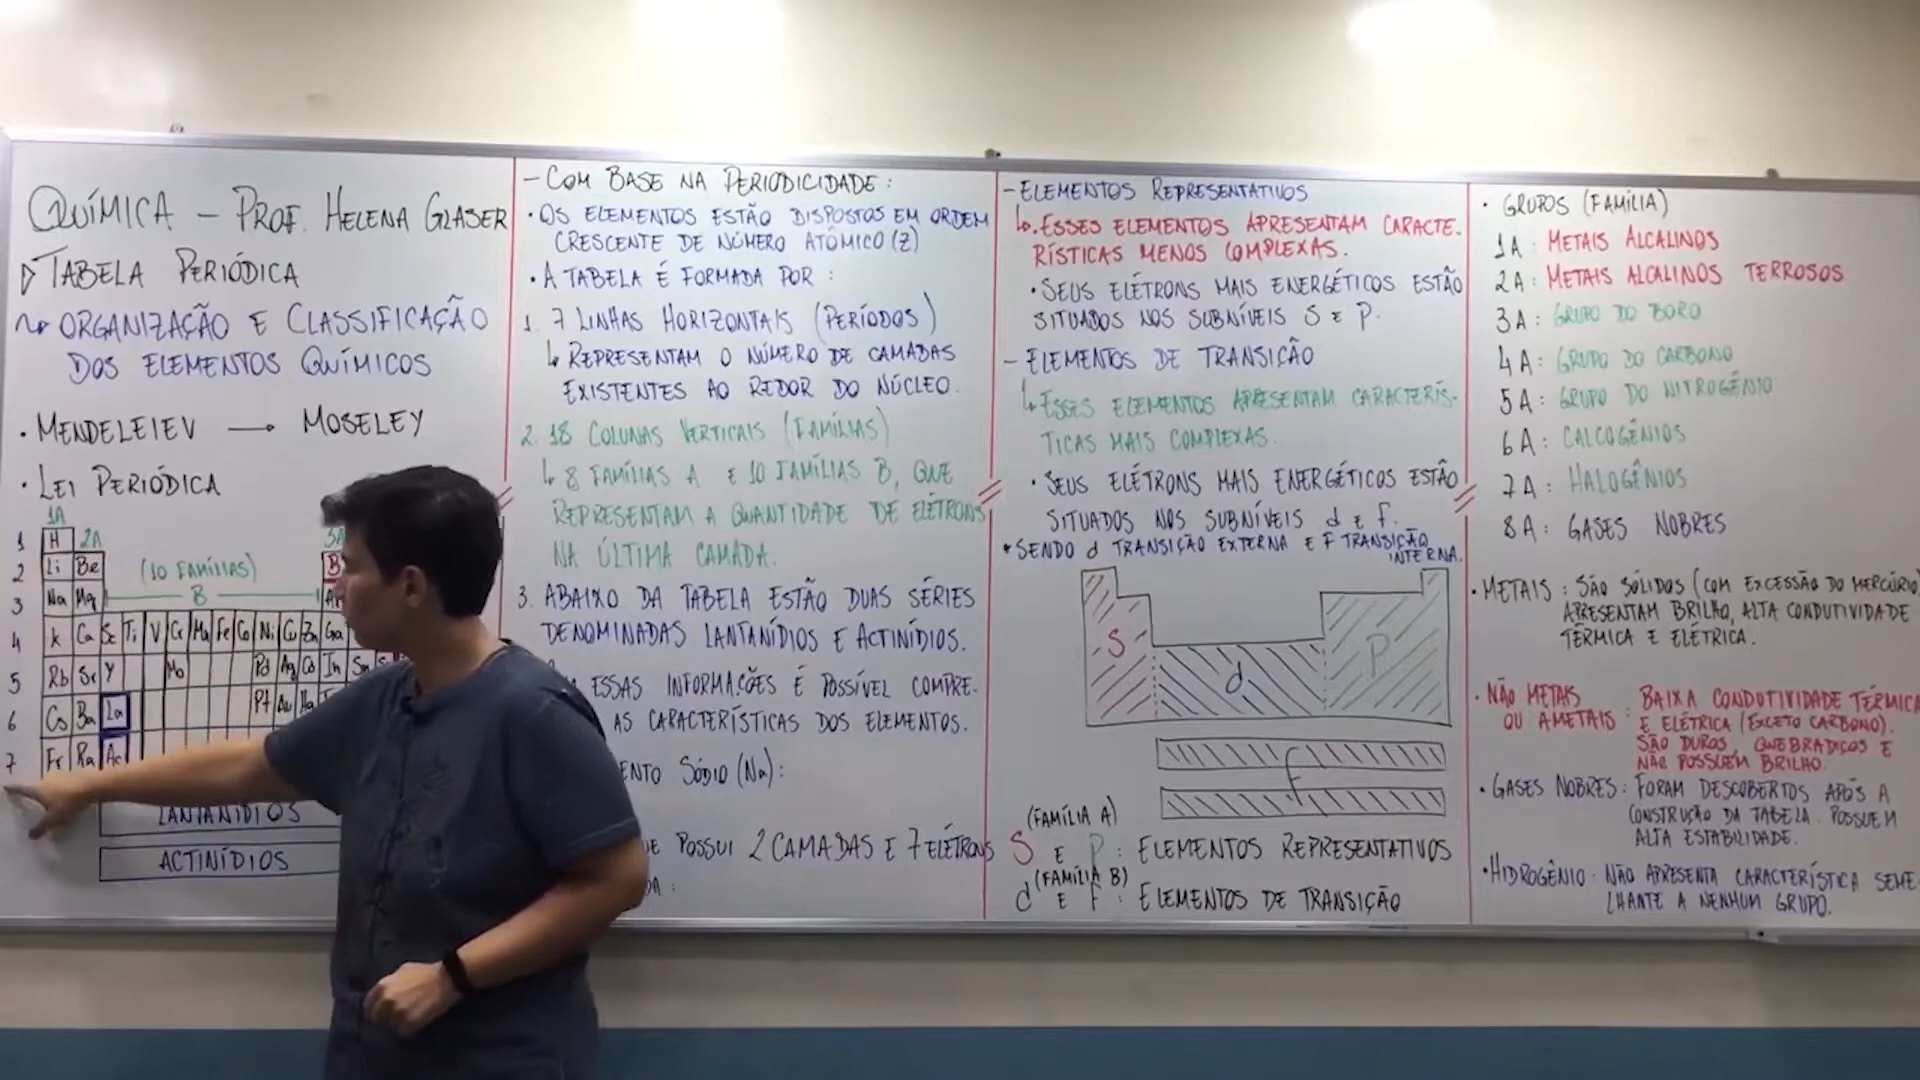 QUÍMICA – PROF. HELENA GLASER
TABELA PERIÓDICA
ORGANIZAÇÃO E CLASSIFICAÇÃO
DOS ELEMENTOS QUÍMICOS
• MENDELEIEV → MOSELEY
• LEI PERIÓDICA
1A
1 H 2A 3A
2 Li Be (10 FAMÍLIAS) B
3 Na Mg B
4 K Ca Sc Ti V Cr Mn Fe Co Ni Cu Zn Ga
5 Rb Sr Y Mo Pd Ag Cd In Sn
6 Cs Ba La Pt Au Hg
7 Fr Ra Ac
LANTANÍDIOS
ACTINÍDIOS
– COM BASE NA PERIODICIDADE:
• OS ELEMENTOS ESTÃO DISPOSTOS EM ORDEM
CRESCENTE DE NÚMERO ATÔMICO (Z)
• A TABELA É FORMADA POR:
1. 7 LINHAS HORIZONTAIS (PERÍODOS)
↳ REPRESENTAM O NÚMERO DE CAMADAS
EXISTENTES AO REDOR DO NÚCLEO.
2. 18 COLUNAS VERTICAIS (FAMÍLIAS)
↳ 8 FAMÍLIAS A E 10 FAMÍLIAS B, QUE
REPRESENTAM A QUANTIDADE DE ELÉTRONS
NA ÚLTIMA CAMADA.
3. ABAIXO DA TABELA ESTÃO DUAS SÉRIES
DENOMINADAS LANTANÍDIOS E ACTINÍDIOS.
ESSAS INFORMAÇÕES É POSSÍVEL COMPRE-
AS CARACTERÍSTICAS DOS ELEMENTOS.
SÓDIO (Na):
POSSUI 2 CAMADAS E 7 ELÉTRONS
– ELEMENTOS REPRESENTATIVOS
↳. ESSES ELEMENTOS APRESENTAM CARACTE-
RÍSTICAS MENOS COMPLEXAS.
• SEUS ELÉTRONS MAIS ENERGÉTICOS ESTÃO
SITUADOS NOS SUBNÍVEIS S E P.
– ELEMENTOS DE TRANSIÇÃO
↳ ESSES ELEMENTOS APRESENTAM CARACTERÍS-
TICAS MAIS COMPLEXAS.
• SEUS ELÉTRONS MAIS ENERGÉTICOS ESTÃO
SITUADOS NOS SUBNÍVEIS d E f.
* SENDO d TRANSIÇÃO EXTERNA E F TRANSIÇÃO
INTERNA.
S d P
f
(FAMÍLIA A)
S E P: ELEMENTOS REPRESENTATIVOS
(FAMÍLIA B)
d E F: ELEMENTOS DE TRANSIÇÃO
• GRUPOS (FAMÍLIA)
1A: METAIS ALCALINOS
2A: METAIS ALCALINOS TERROSOS
3A: GRUPO DO BORO
4A: GRUPO DO CARBONO
5A: GRUPO DO NITROGÊNIO
6A: CALCOGÊNIOS
7A: HALOGÊNIOS
8A: GASES NOBRES
• METAIS: SÃO SÓLIDOS (COM EXCESSÃO DO MERCÚRIO)
APRESENTAM BRILHO, ALTA CONDUTIVIDADE
TÉRMICA E ELÉTRICA.
• NÃO METAIS OU AMETAIS: BAIXA CONDUTIVIDADE TÉRMICA
E ELÉTRICA (EXCETO CARBONO).
SÃO DUROS, QUEBRADIÇOS E
NÃO POSSUEM BRILHO.
• GASES NOBRES: FORAM DESCOBERTOS APÓS A
CONSTRUÇÃO DA TABELA. POSSUEM
ALTA ESTABILIDADE.
• HIDROGÊNIO: NÃO APRESENTA CARACTERÍSTICA SEME-
LHANTE A NENHUM GRUPO.